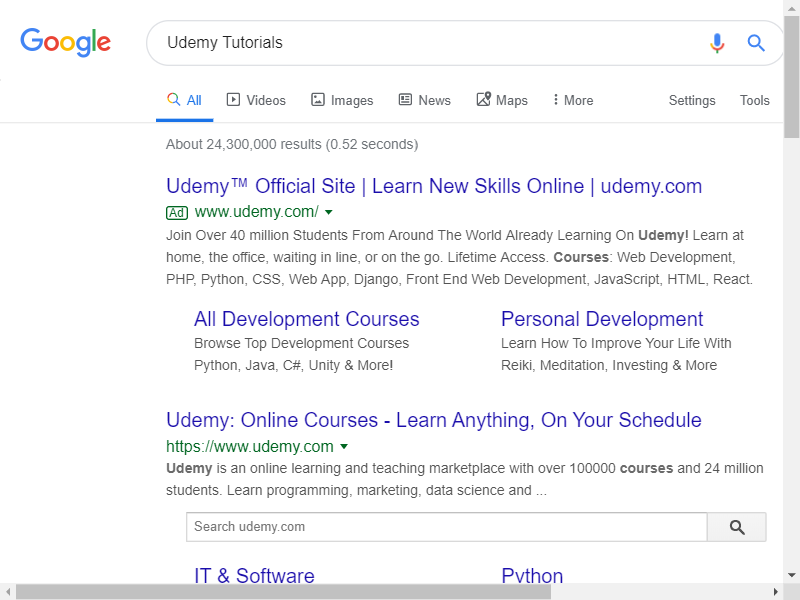 Google
Udemy Tutorials
All Videos Images News Maps More Settings Tools
About 24,300,000 results (0.52 seconds)
Udemy™ Official Site | Learn New Skills Online | udemy.com
Ad www.udemy.com/
Join Over 40 million Students From Around The World Already Learning On Udemy! Learn at
home, the office, waiting in line, or on the go. Lifetime Access. Courses: Web Development,
PHP, Python, CSS, Web App, Django, Front End Web Development, JavaScript, HTML, React.
All Development Courses
Browse Top Development Courses
Python, Java, C#, Unity & More!
Personal Development
Learn How To Improve Your Life With
Reiki, Meditation, Investing & More
Udemy: Online Courses - Learn Anything, On Your Schedule
https://www.udemy.com
Udemy is an online learning and teaching marketplace with over 100000 courses and 24 million
students. Learn programming, marketing, data science and ...
Search udemy.com
IT & Software
Python